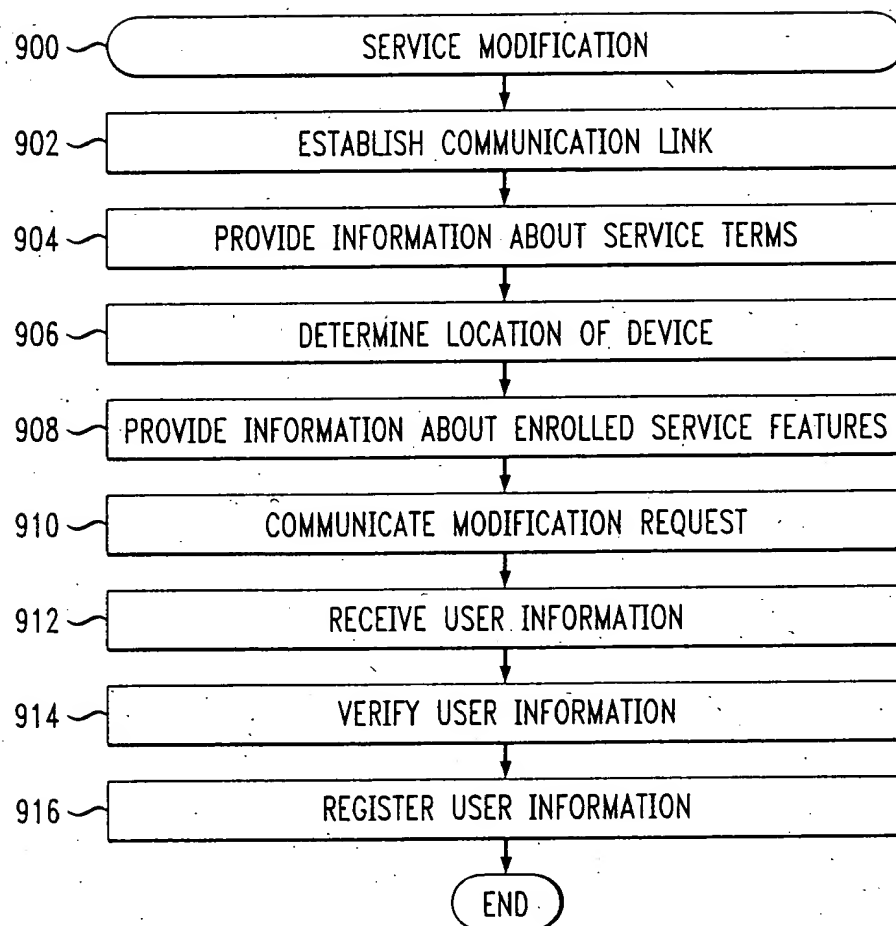 900 SERVICE MODIFICATION
902 ESTABLISH COMMUNICATION LINK
904 PROVIDE INFORMATION ABOUT SERVICE TERMS
906 DETERMINE LOCATION OF DEVICE
908 PROVIDE INFORMATION ABOUT ENROLLED SERVICE FEATURES
910 COMMUNICATE MODIFICATION REQUEST
912 RECEIVE USER INFORMATION
914 VERIFY USER INFORMATION
916 REGISTER USER INFORMATION
END